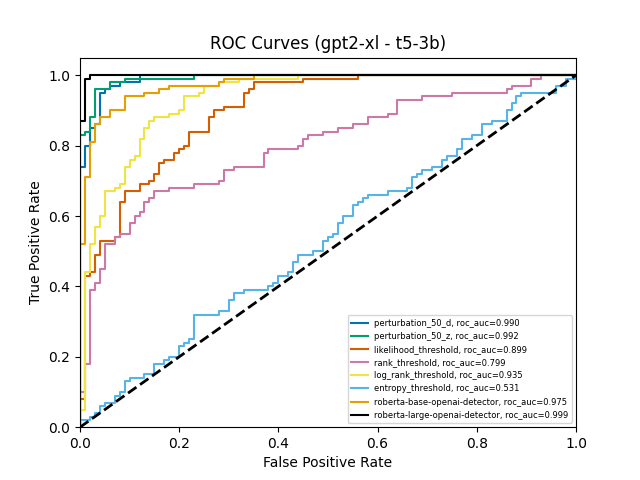 ROC Curves (gpt2-xl - t5-3b)
True Positive Rate
1.0
0.8
0.6
0.4
0.2
0.0
perturbation_50_d, roc_auc=0.990
perturbation_50_z, roc_auc=0.992
likelihood_threshold, roc_auc=0.899
rank_threshold, roc_auc=0.799
log_rank_threshold, roc_auc=0.935
entropy_threshold, roc_auc=0.531
roberta-base-openai-detector, roc_auc=0.975
roberta-large-openai-detector, roc_auc=0.999
0.0 0.2 0.4 0.6 0.8 1.0
False Positive Rate